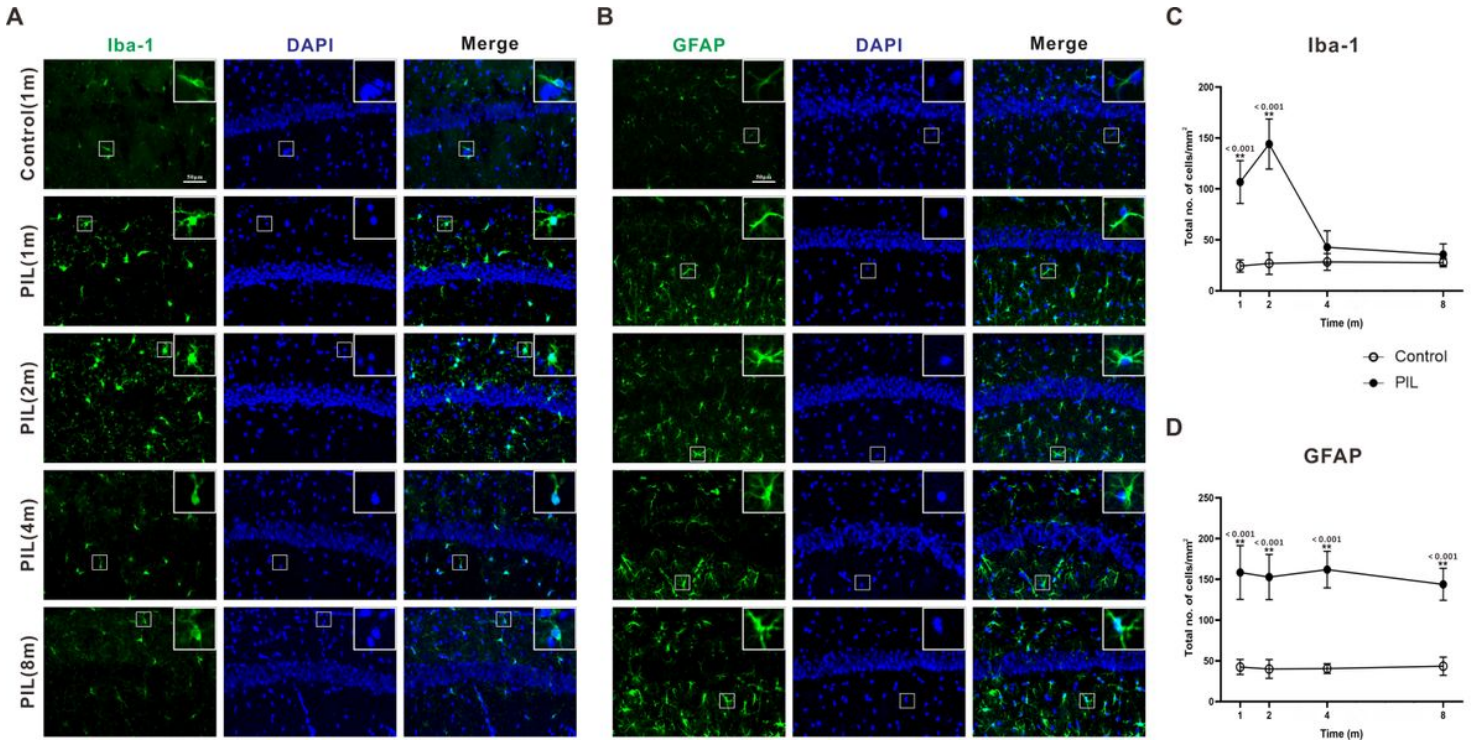 A
Iba-1 DAPI Merge
Control(1m)
50μm
PIL(1m)
PIL(2m)
PIL(4m)
PIL(8m)
B
GFAP DAPI Merge
50μm
C
Iba-1
Total no. of cells/mm²
200
150
100
50
0
< 0.001
**
< 0.001
**
1 2 4 8
Time (m)
Control
PIL
D
GFAP
Total no. of cells/mm²
250
200
150
100
50
0
< 0.001
**
< 0.001
**
< 0.001
**
< 0.001
**
1 2 4 8
Time (m)